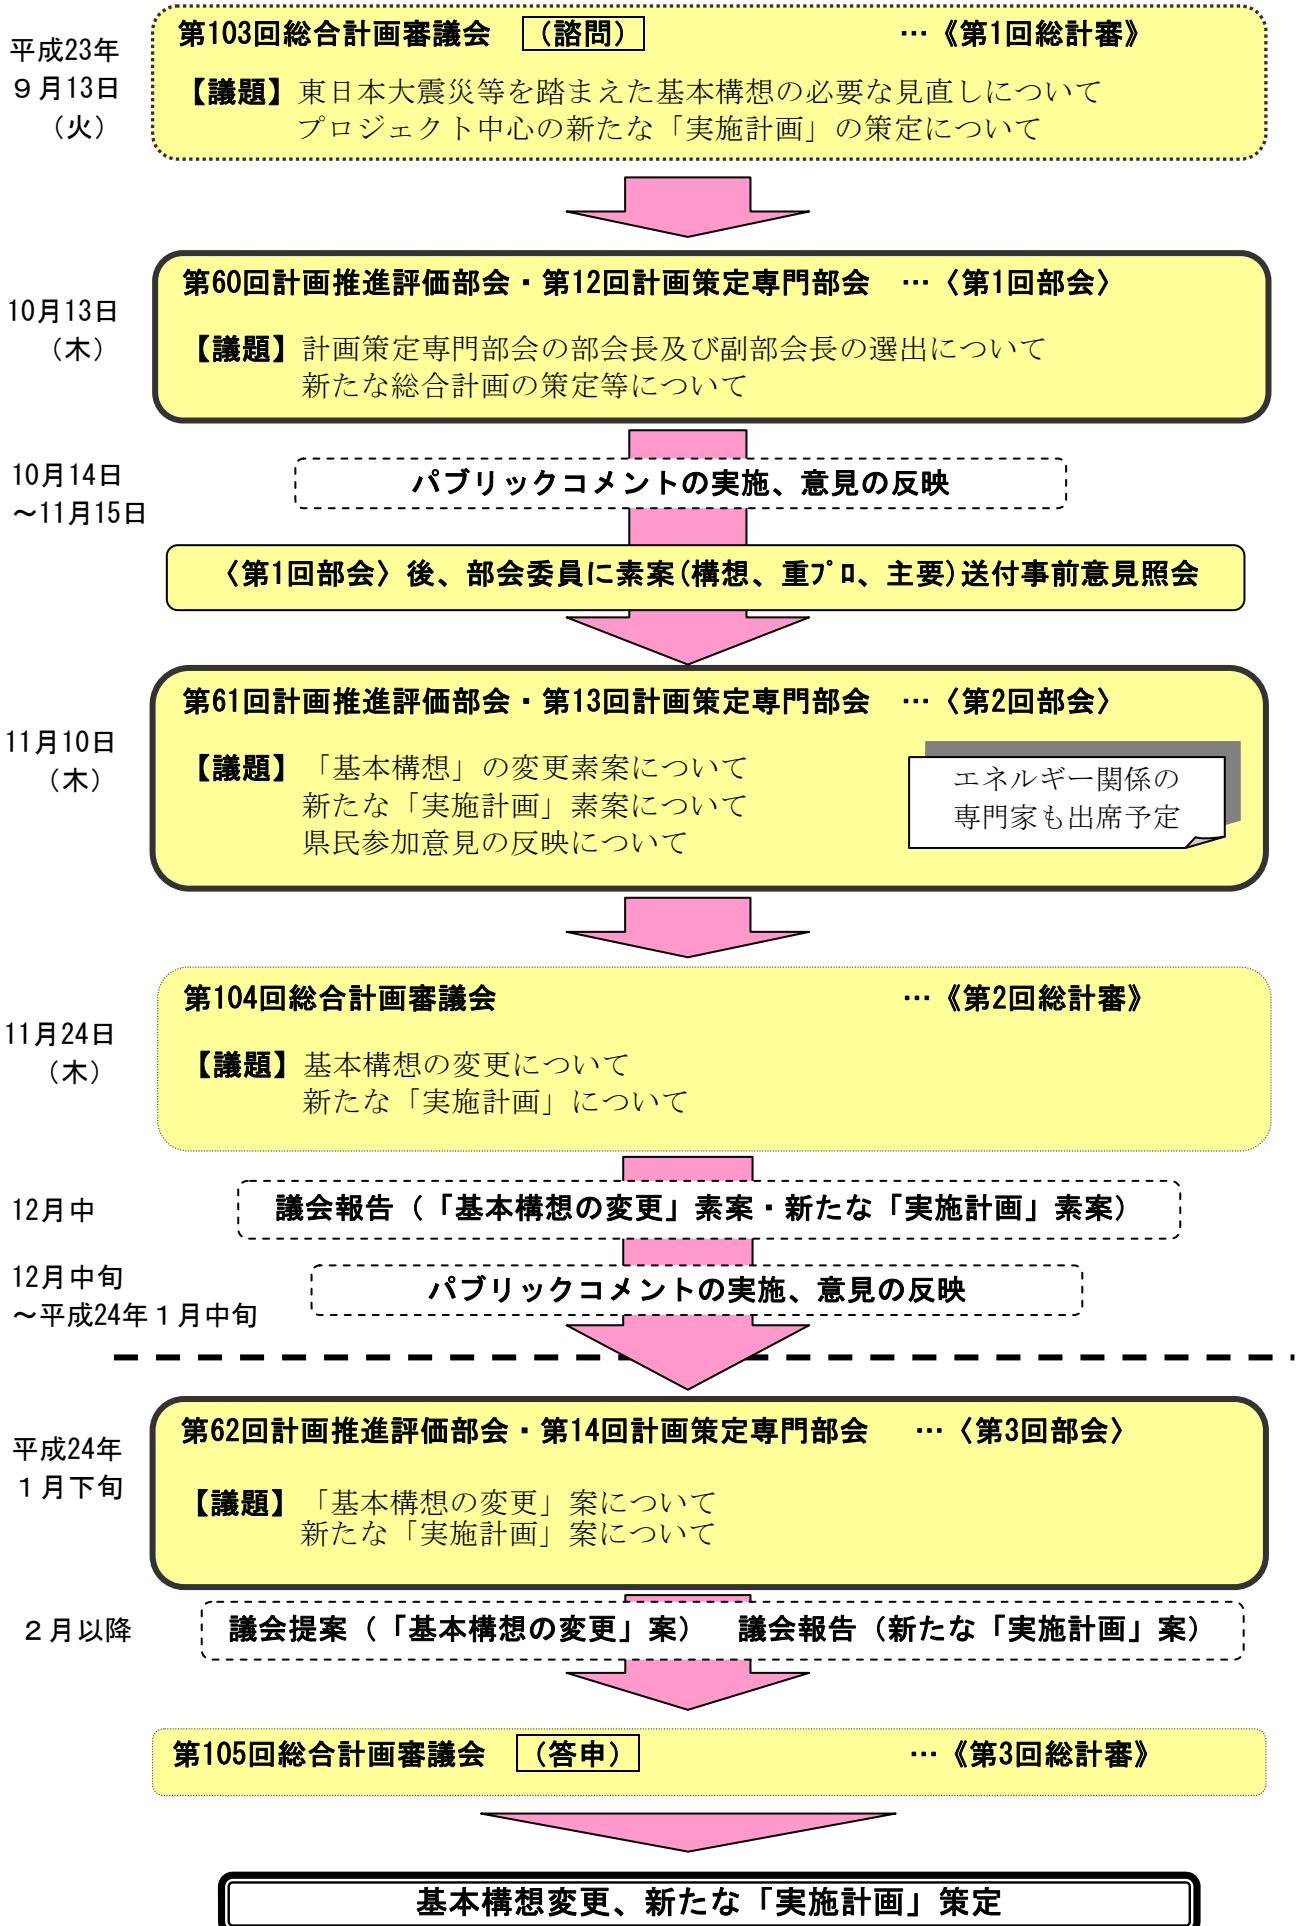 平成23年
９月13日
（火）
第103回総合計画審議会　（諮問）　…《第1回総計審》
【議題】東日本大震災等を踏まえた基本構想の必要な見直しについて
プロジェクト中心の新たな「実施計画」の策定について
10月13日
（木）
第60回計画推進評価部会・第12回計画策定専門部会　…〈第1回部会〉
【議題】計画策定専門部会の部会長及び副部会長の選出について
新たな総合計画の策定等について
10月14日
～11月15日
パブリックコメントの実施、意見の反映
〈第1回部会〉後、部会委員に素案(構想、重ﾌﾟﾛ、主要)送付事前意見照会
11月10日
（木）
第61回計画推進評価部会・第13回計画策定専門部会　…〈第2回部会〉
【議題】「基本構想」の変更素案について
新たな「実施計画」素案について
県民参加意見の反映について
エネルギー関係の
専門家も出席予定
11月24日
（木）
第104回総合計画審議会　…《第2回総計審》
【議題】基本構想の変更について
新たな「実施計画」について
12月中
議会報告（「基本構想の変更」素案・新たな「実施計画」素案）
12月中旬
～平成24年１月中旬
パブリックコメントの実施、意見の反映
平成24年
１月下旬
第62回計画推進評価部会・第14回計画策定専門部会　…〈第3回部会〉
【議題】「基本構想の変更」案について
新たな「実施計画」案について
２月以降
議会提案（「基本構想の変更」案）　議会報告（新たな「実施計画」案）
第105回総合計画審議会　（答申）　…《第3回総計審》
基本構想変更、新たな「実施計画」策定